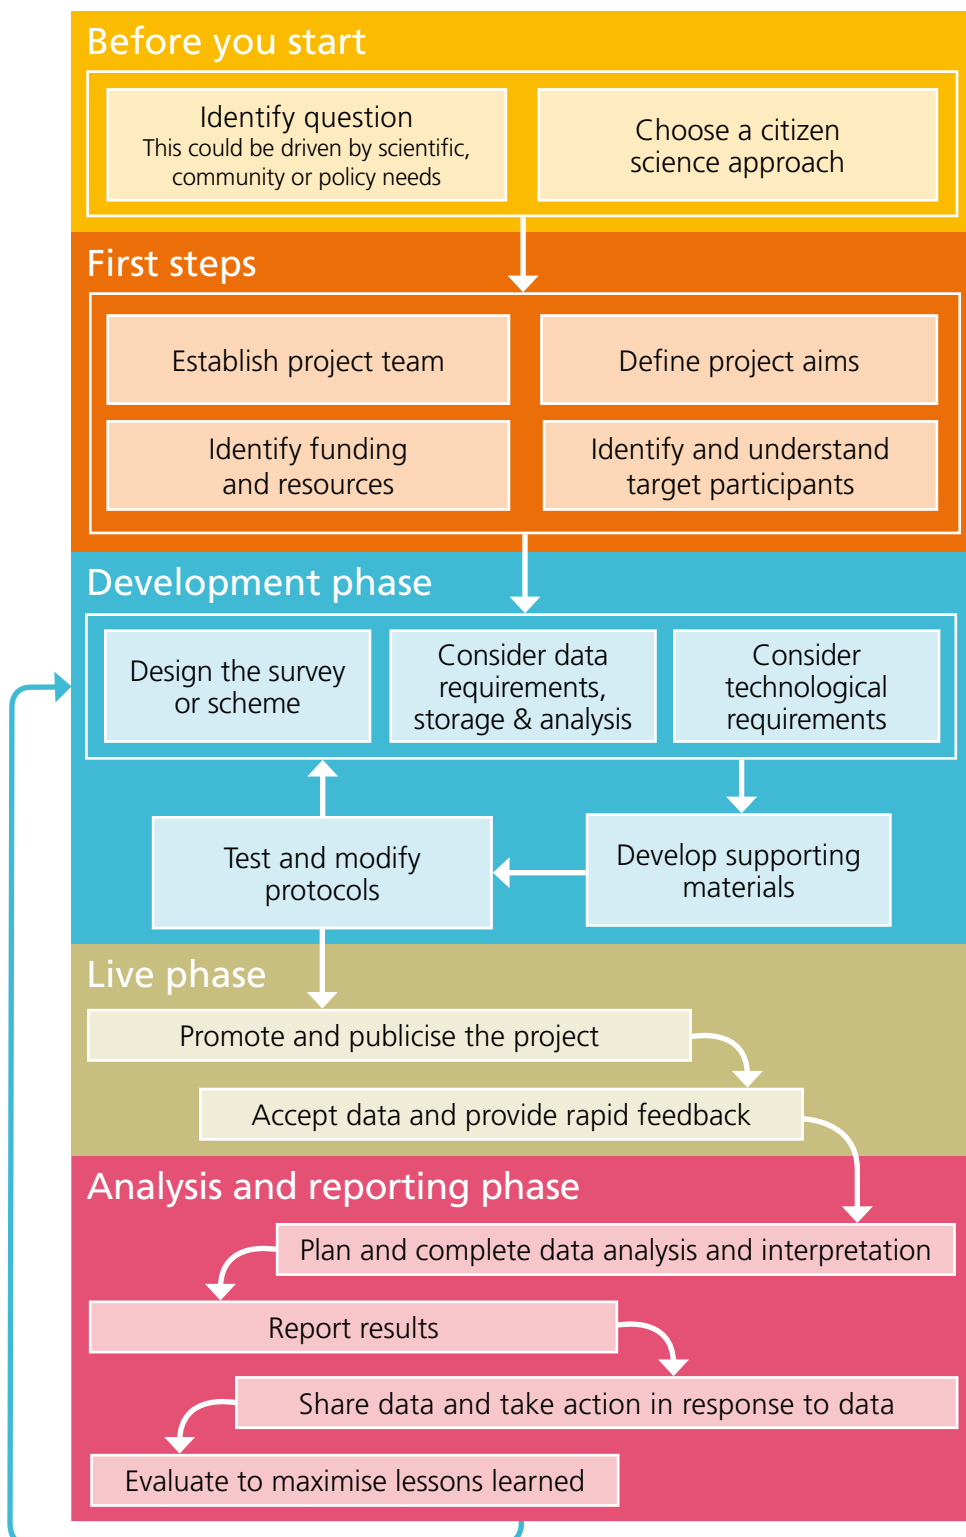 Before you start
Identify question
This could be driven by scientific,
community or policy needs
Choose a citizen
science approach
First steps
Establish project team
Define project aims
Identify funding
and resources
Identify and understand
target participants
Development phase
Design the survey
or scheme
Consider data
requirements,
storage & analysis
Consider
technological
requirements
Test and modify
protocols
Develop supporting
materials
Live phase
Promote and publicise the project
Accept data and provide rapid feedback
Analysis and reporting phase
Plan and complete data analysis and interpretation
Report results
Share data and take action in response to data
Evaluate to maximise lessons learned